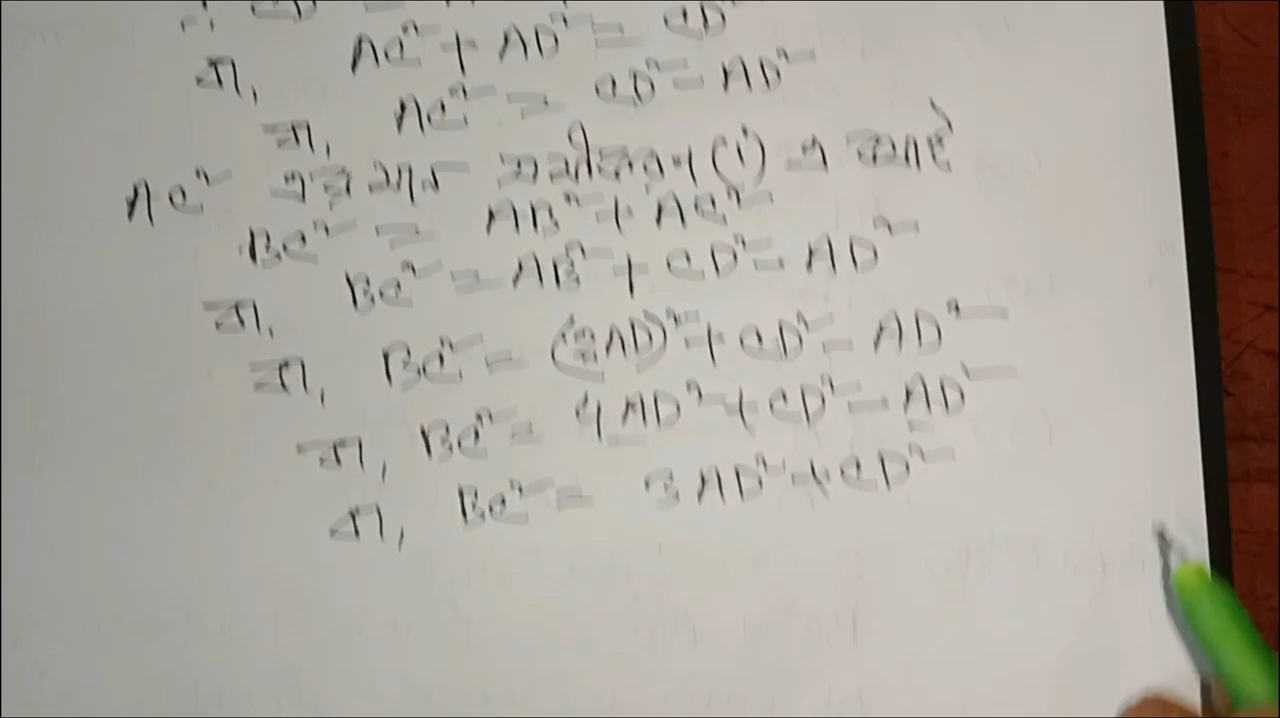 ∴ CD² =
বা, AC² + AD² = CD²
বা, AC² = CD² - AD²
AC² এর মান সমীকরণ (i) এ বসাই
BC² = AB² + AC²
বা, BC² = AB² + CD² - AD²
বা, BC² = (2AD)² + CD² - AD²
বা, BC² = 4AD² + CD² - AD²
বা, BC² = 3AD² + CD²